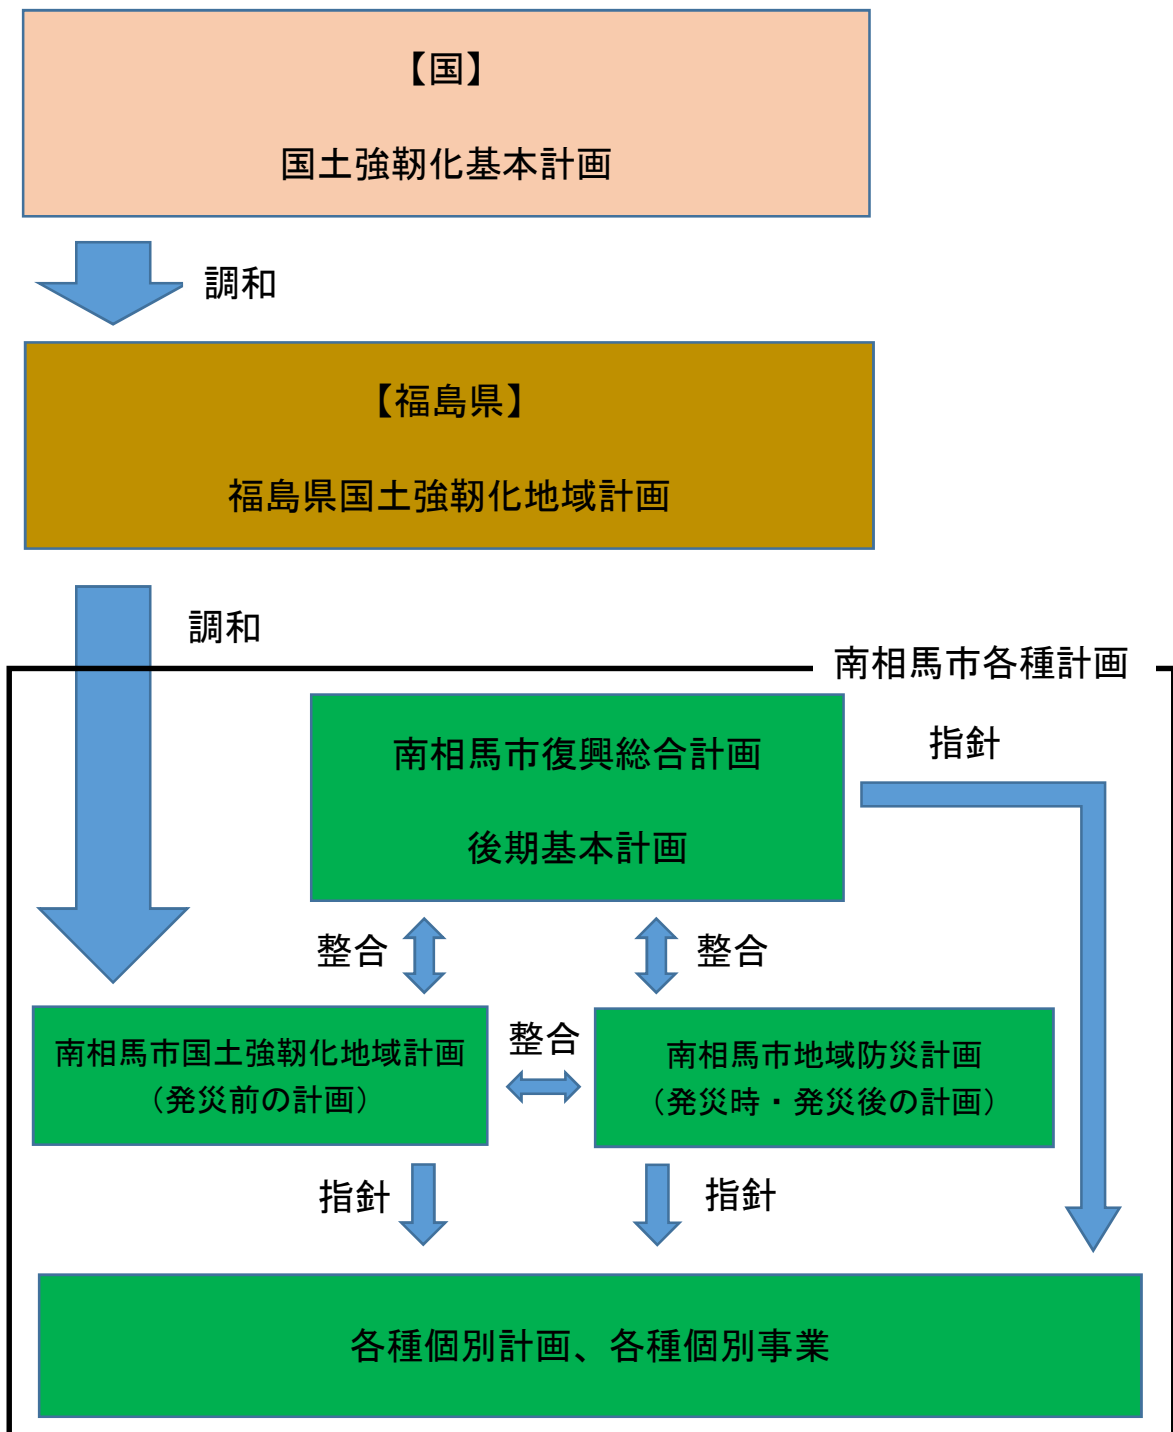 【国】
国土強靭化基本計画
調和
【福島県】
福島県国土強靭化地域計画
調和
南相馬市各種計画
南相馬市復興総合計画
後期基本計画
指針
整合
整合
南相馬市国土強靭化地域計画
（発災前の計画）
整合
南相馬市地域防災計画
（発災時・発災後の計画）
指針
指針
各種個別計画、各種個別事業